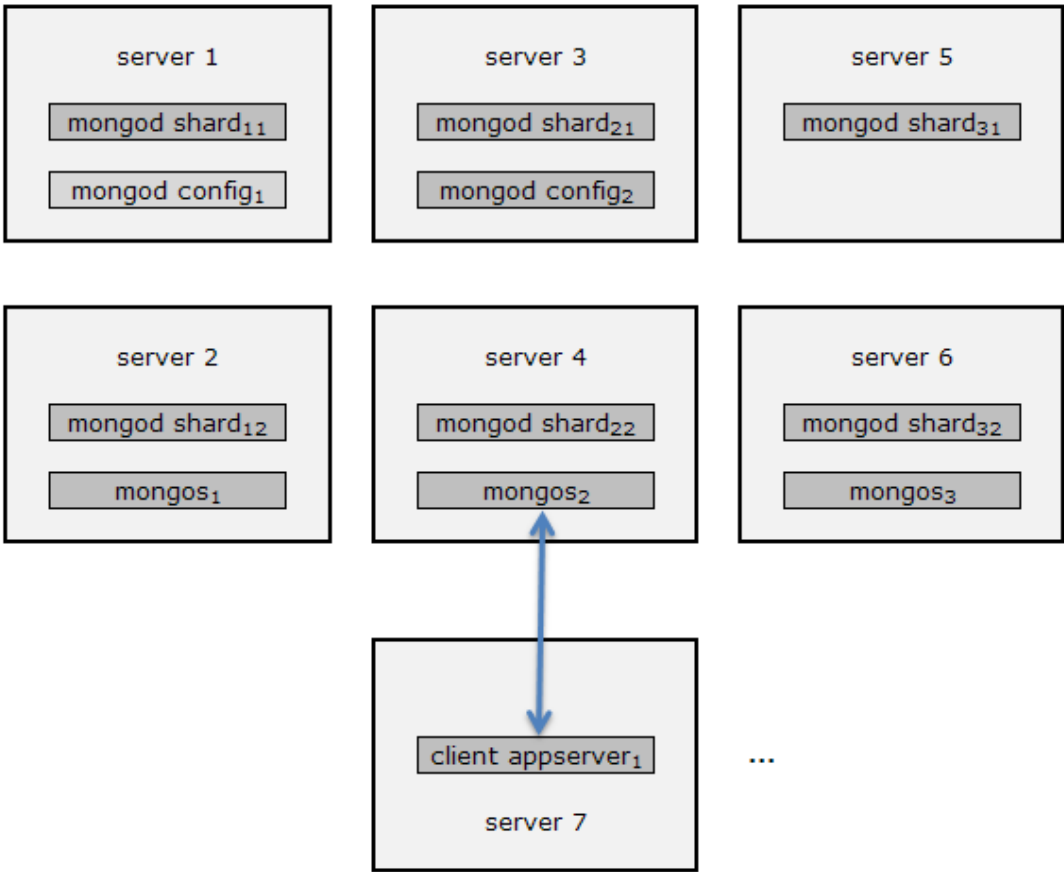 server 1
mongod shard₁₁
mongod config₁
server 3
mongod shard₂₁
mongod config₂
server 5
mongod shard₃₁
server 2
mongod shard₁₂
mongos₁
server 4
mongod shard₂₂
mongos₂
server 6
mongod shard₃₂
mongos₃
client appserver₁
server 7
...